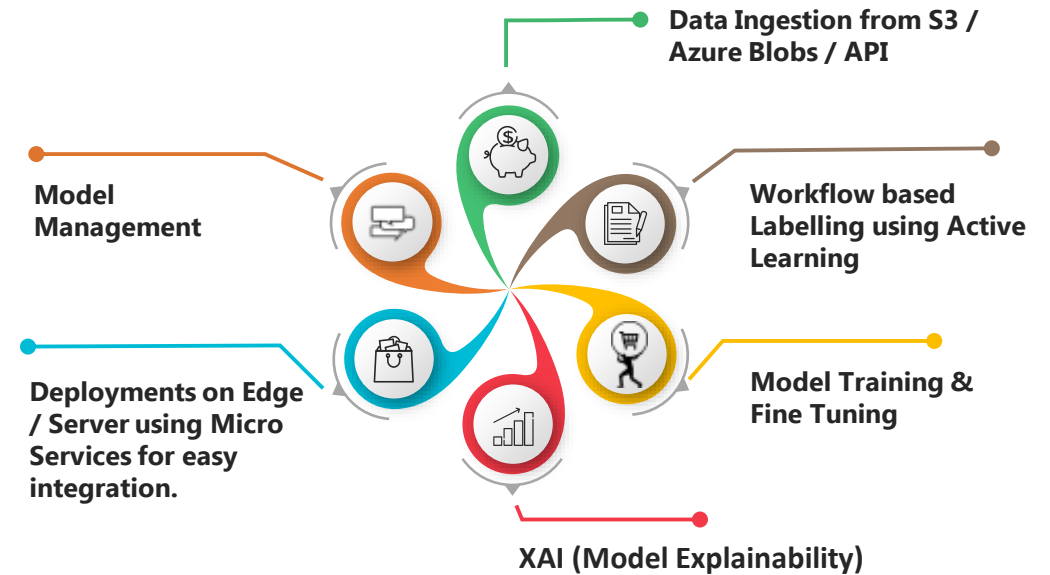 Data Ingestion from S3 /
Azure Blobs / API
Model
Management
Workflow based
Labelling using Active
Learning
Deployments on Edge
/ Server using Micro
Services for easy
integration.
Model Training &
Fine Tuning
XAI (Model Explainability)
$